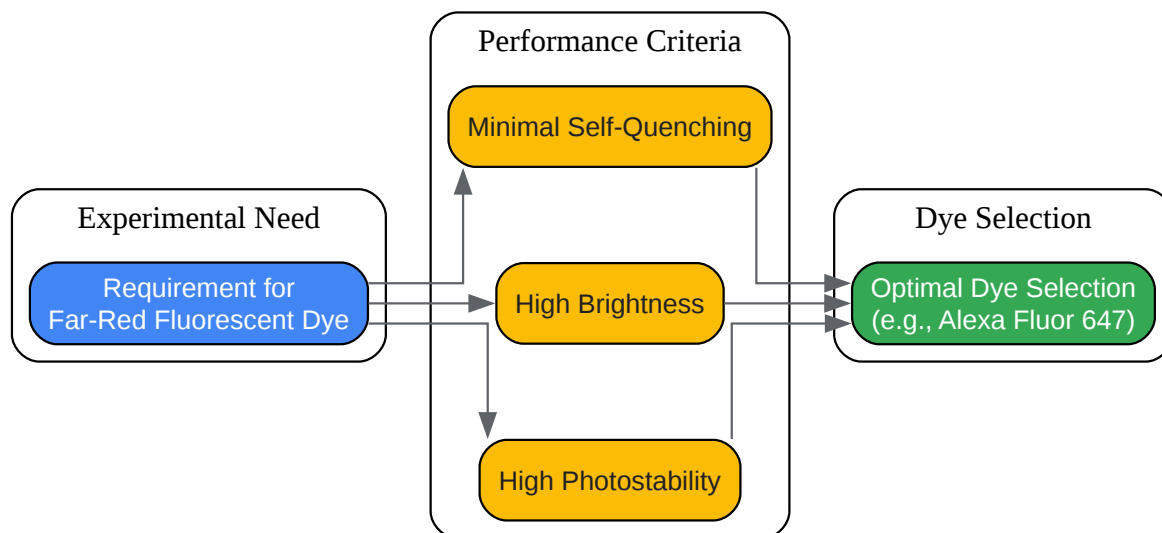 Experimental Need
Requirement for
Far-Red Fluorescent Dye
Performance Criteria
Minimal Self-Quenching
High Brightness
High Photostability
Dye Selection
Optimal Dye Selection
(e.g., Alexa Fluor 647)